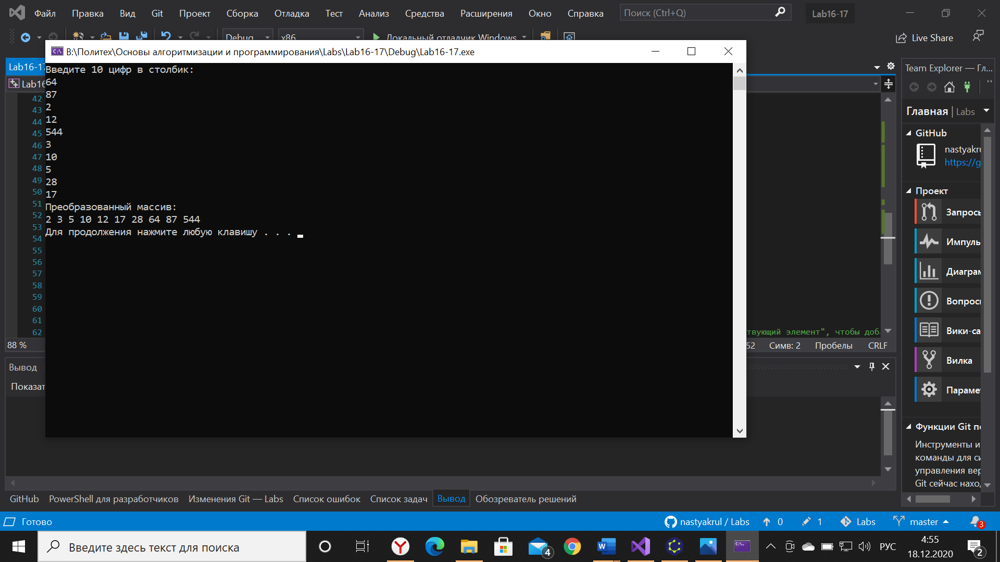 Файл Правка Вид Git Проект Сборка Отладка Тест Анализ Средства Расширения Окно Справка Поиск (Ctrl+Q) Lab16-17
Debug x86 Локальный отладчик Windows Live Share
B:\Политех\Основы алгоритмизации и программирования\Labs\Lab16-17\Debug\Lab16-17.exe
Введите 10 цифр в столбик:
64
87
2
12
544
3
10
5
28
17
Преобразованный массив:
2 3 5 10 12 17 28 64 87 544
Для продолжения нажмите любую клавишу . . .
Lab16-17
Lab16
42
43
44
45
46
47
48
49
50
51
52
53
54
55
56
57
58
59
60
61
62
элемент", чтобы
88 %
52 Симв: 2 Пробелы CRLF
Вывод
Показат
Team Explorer — Гл...
Главная | Labs
GitHub
nastyakru
https://g
Проект
Запрось
Импуль
Диаграм
Вопрось
Вики-са
Вилка
Параме
Функции Git п
Инструменты и
команды для си
управления вер
Git сейчас нахо
GitHub PowerShell для разработчиков Изменения Git — Labs Список ошибок Список задач Вывод Обозреватель решений
Готово nastyakrul / Labs 0 1 Labs master 3
Введите здесь текст для поиска 4 РУС 4:55
18.12.2020 2